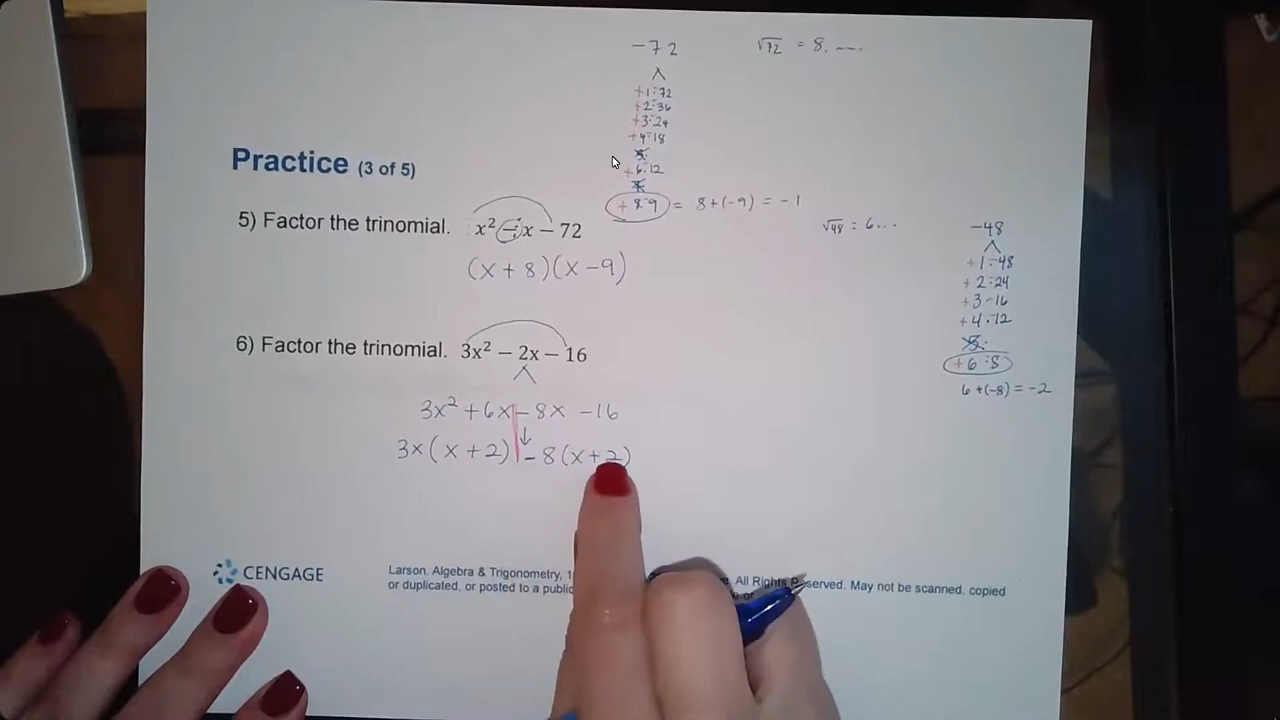 -72
√72 = 8. ....
+1·-72
+2·-36
+3·-24
+4·-18
5·
+6·-12
7
+8·-9 = 8+(-9) = -1
Practice (3 of 5)
5) Factor the trinomial. x² - x - 72
(x + 8)(x - 9)
√48 = 6...
-48
+1·-48
+2·-24
+3·-16
+4·-12
5·
+6·-8
6+(-8) = -2
6) Factor the trinomial. 3x² - 2x - 16
3x² + 6x - 8x - 16
3x(x + 2) - 8(x + 2)
CENGAGE
Larson, Algebra & Trigonometry, 1 All Rights Reserved. May not be scanned, copied
or duplicated, or posted to a public